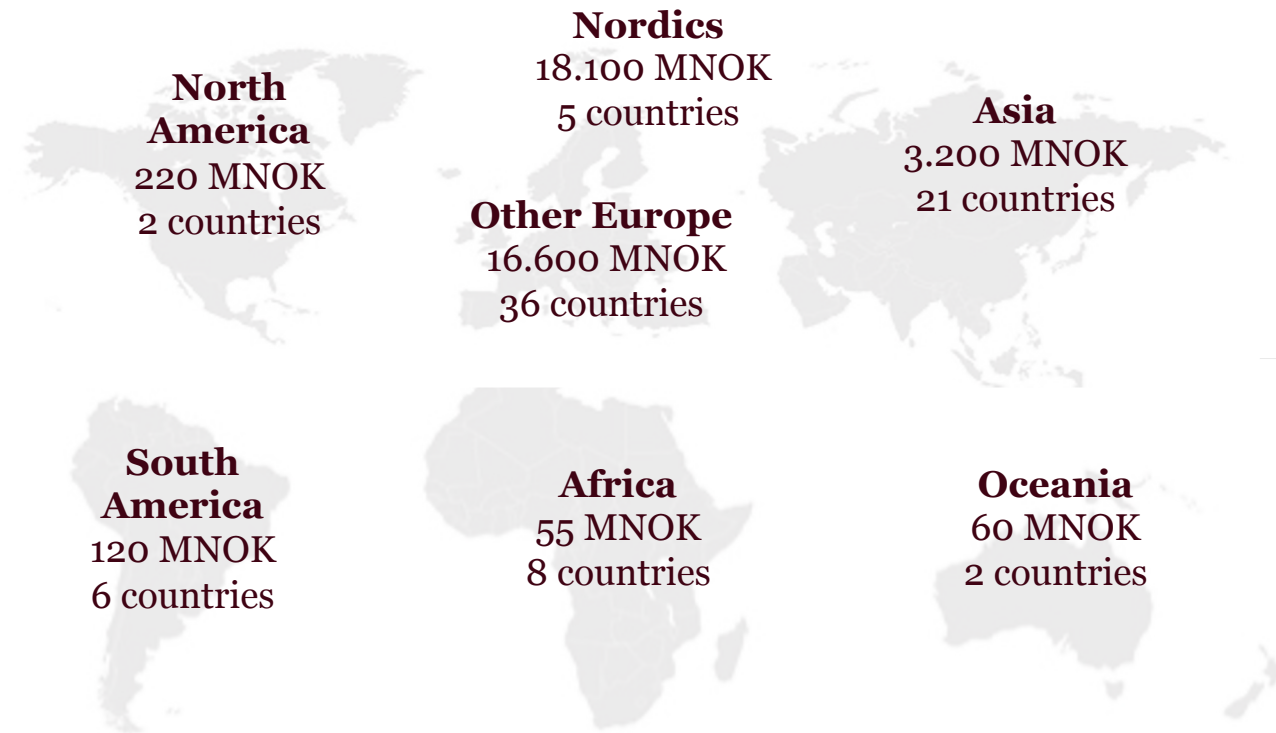 Nordics
18.100 MNOK
5 countries
North
America
220 MNOK
2 countries
Asia
3.200 MNOK
21 countries
Other Europe
16.600 MNOK
36 countries
South
America
120 MNOK
6 countries
Africa
55 MNOK
8 countries
Oceania
60 MNOK
2 countries